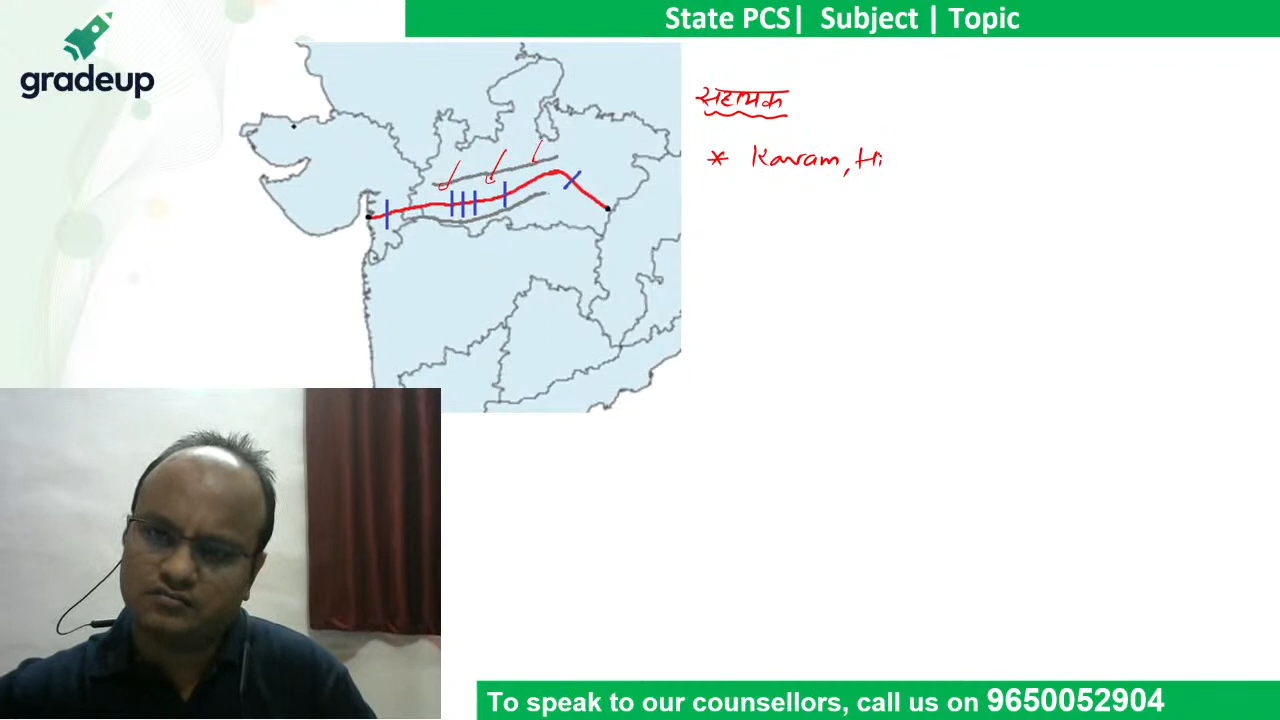 State PCS| Subject | Topic
gradeup
सहायक
* Karam, Hi
To speak to our counsellors, call us on 9650052904